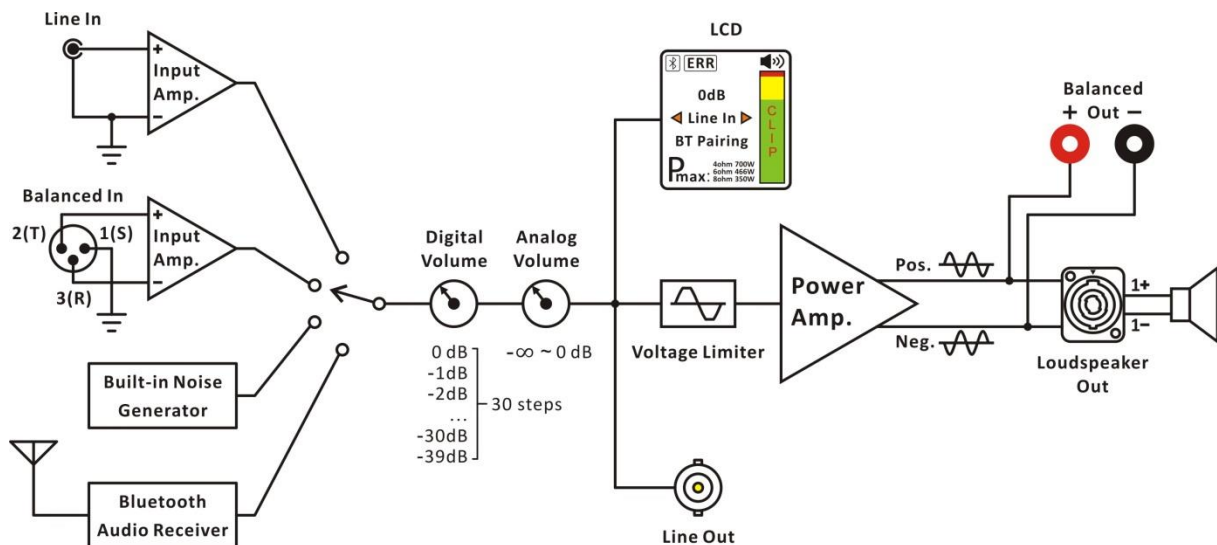 Line In
+
Input
Amp.
−
Balanced In
2(T)
1(S)
3(R)
+
Input
Amp.
−
Built-in Noise
Generator
Bluetooth
Audio Receiver
Digital
Volume
0 dB
-1dB
-2dB
...
-30dB
-39dB
30 steps
Analog
Volume
-∞ ~ 0 dB
LCD
ERR
0dB
Line In
BT Pairing
Pmax:
4ohm 700W
6ohm 466W
8ohm 350W
CLIP
Voltage Limiter
Line Out
Power
Amp.
Pos.
Neg.
Balanced
+ Out −
1+
1−
Loudspeaker
Out